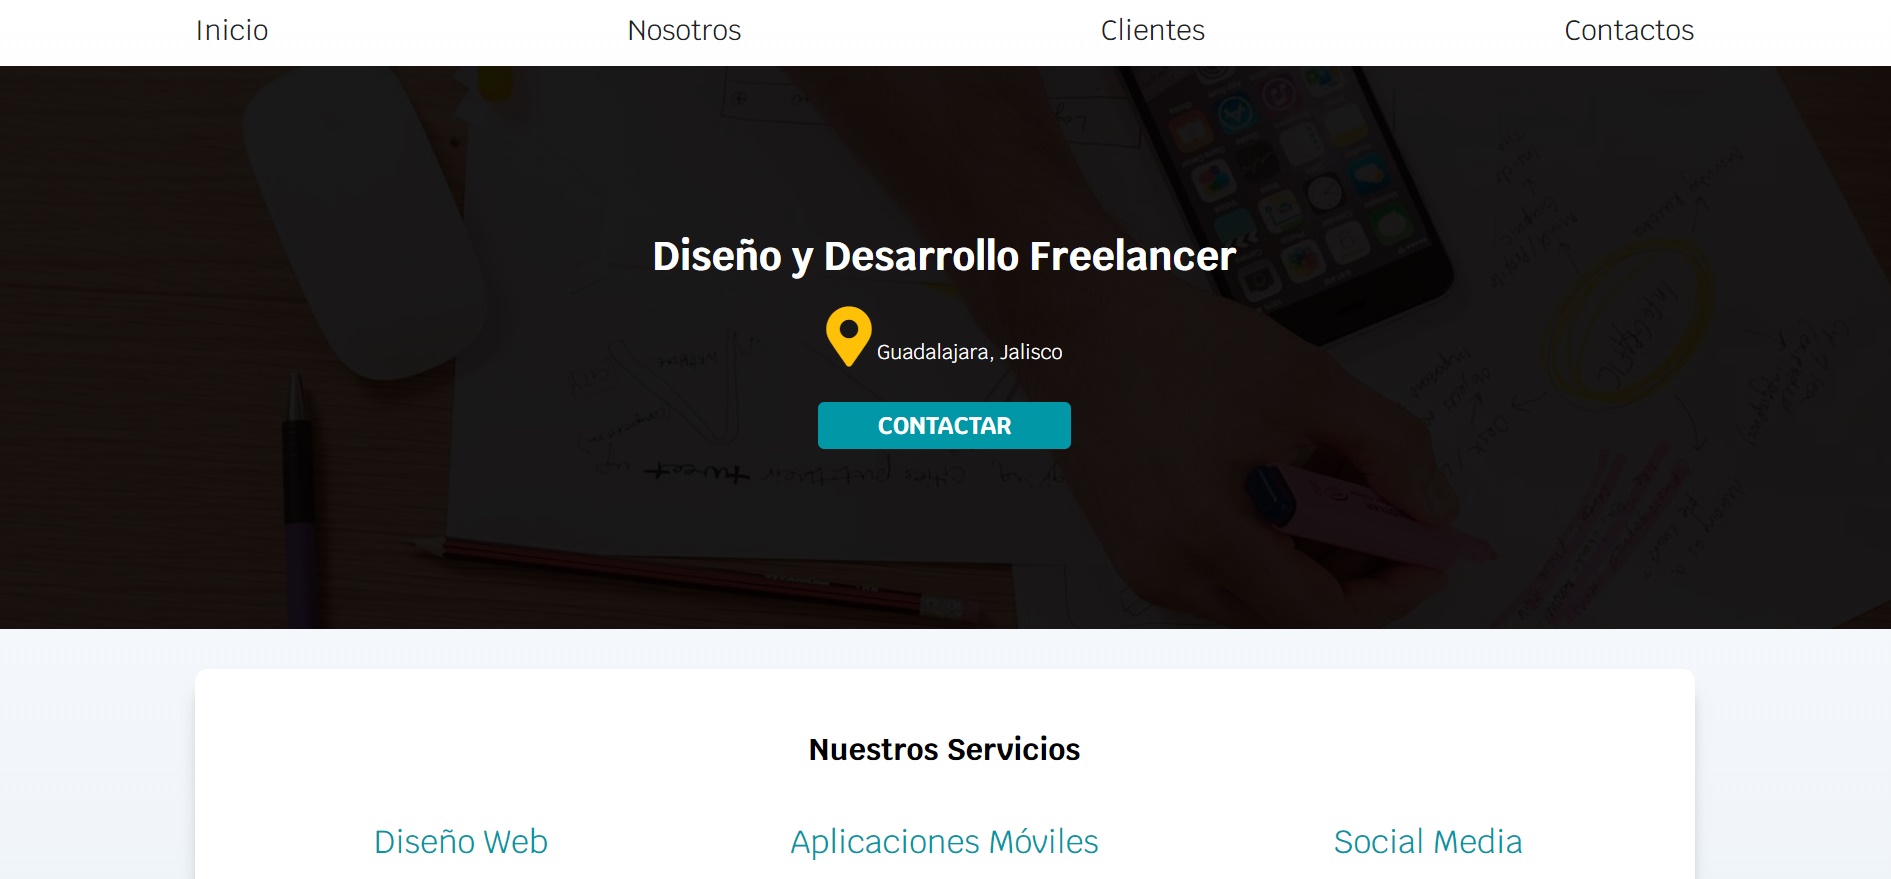 Inicio Nosotros Clientes Contactos
Diseño y Desarrollo Freelancer
Guadalajara, Jalisco
CONTACTAR
Nuestros Servicios
Diseño Web Aplicaciones Móviles Social Media